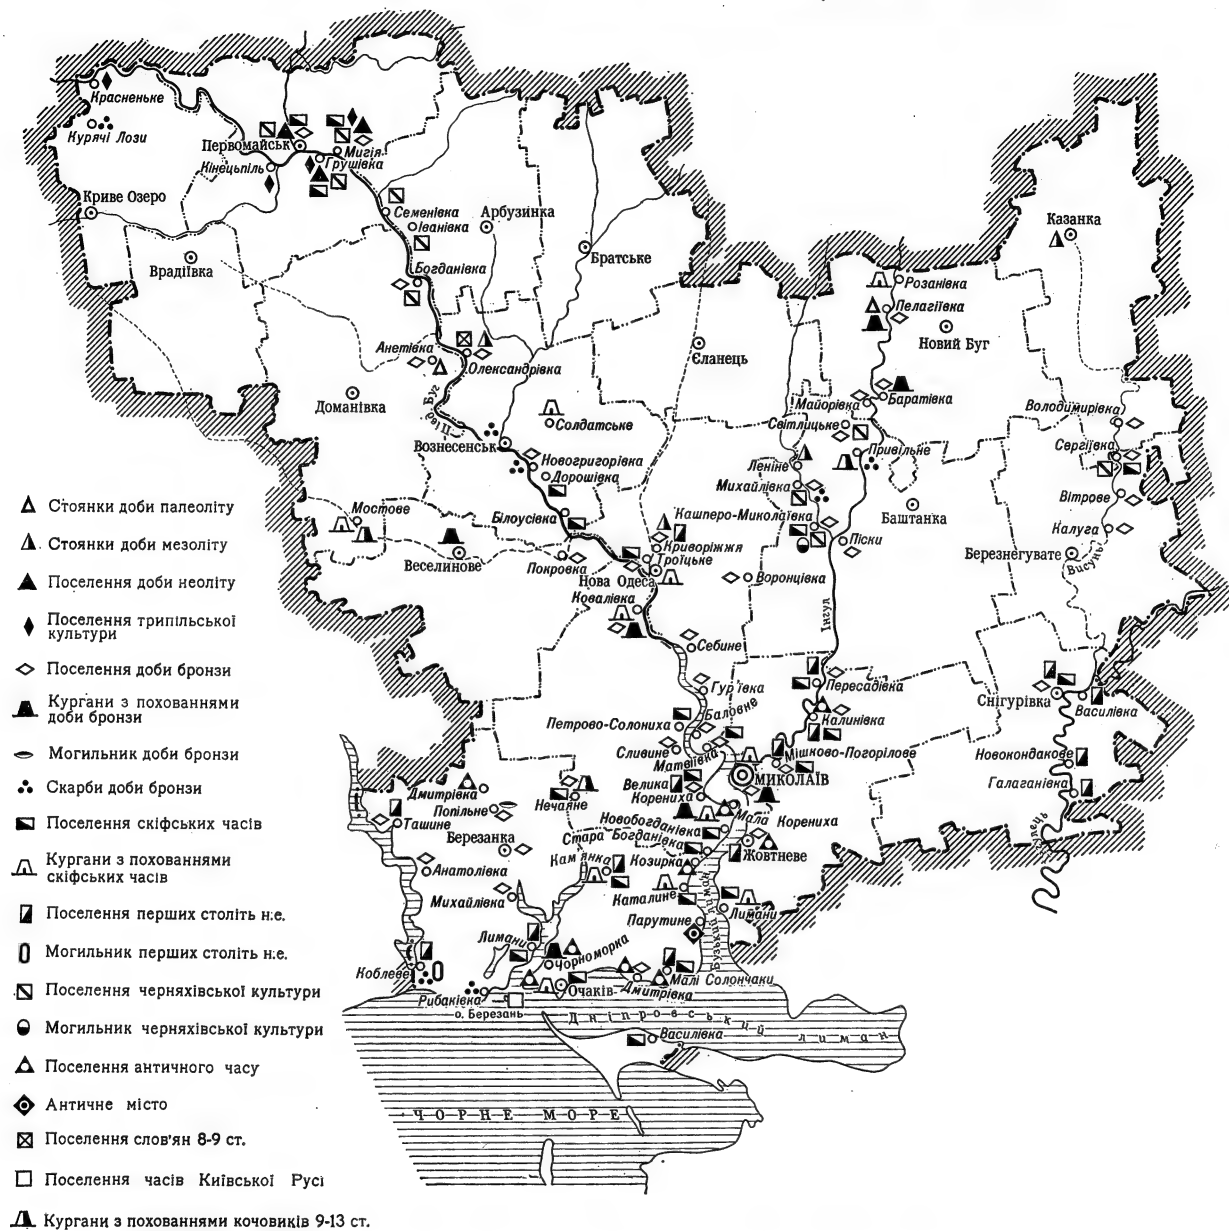 Красненьке
Курячі Лози
Первомайськ
Мигія
Грушівка
Кінецьпіль
Криве Озеро
Семенівка
Арбузинка
Іванівка
Казанка
Братське
Врадіївка
Богданівка
Розанівка
Пелагіївка
Новий Буг
Анетівка
Олександрівка
Єланець
Доманівка
Півд. Буг
Майорівка
Баратівка
Володимирівка
Солдатське
Світлицьке
Вознесенськ
Привільне
Сергіївка
Новогригорівка
Леніне
Дорошівка
Михайлівка
Вітрове
Мостове
Білоусівка
Кашперо-Миколаївка
Баштанка
Калуга
Криворіжжя
Ліски
Березнегувате
Веселинове
Покровка
Троїцьке
Висунь
Нова Одеса
Воронцівка
Ковалівка
Інгул
Себине
Гур'ївка
Пересадівка
Снігурівка
Василівка
Петрово-Солониха
Баловне
Калинівка
Сливине
Матвіївка
Мішково-Погорілове
Новокондакове
МИКОЛАЇВ
Галаганівка
Дмитрівка
Нечаяне
Велика
Корениха
Попільне
Мала Корениха
Ташине
Новобогданівка
Березанка
Стара Богданівка
Жовтневе
Кам'янка
Козирка
Анатолівка
Каталине
Михайлівка
Лимани
Парутине
Бузький лиман
Лимани
Чорноморка
Коблеве
Малі Солончаки
Очаків
Дмитрівка
Рибаківка
о. Березань
Дніпровський лиман
Василівка
ЧОРНЕ МОРЕ
Стоянки доби палеоліту
Стоянки доби мезоліту
Поселення доби неоліту
Поселення трипільської
культури
Поселення доби бронзи
Кургани з похованнями
доби бронзи
Могильник доби бронзи
Скарби доби бронзи
Поселення скіфських часів
Кургани з похованнями
скіфських часів
Поселення перших століть н.е.
Могильник перших століть н.е.
Поселення черняхівської культури
Могильник черняхівської культури
Поселення античного часу
Античне місто
Поселення слов'ян 8-9 ст.
Поселення часів Київської Русі
Кургани з похованнями кочовиків 9-13 ст.